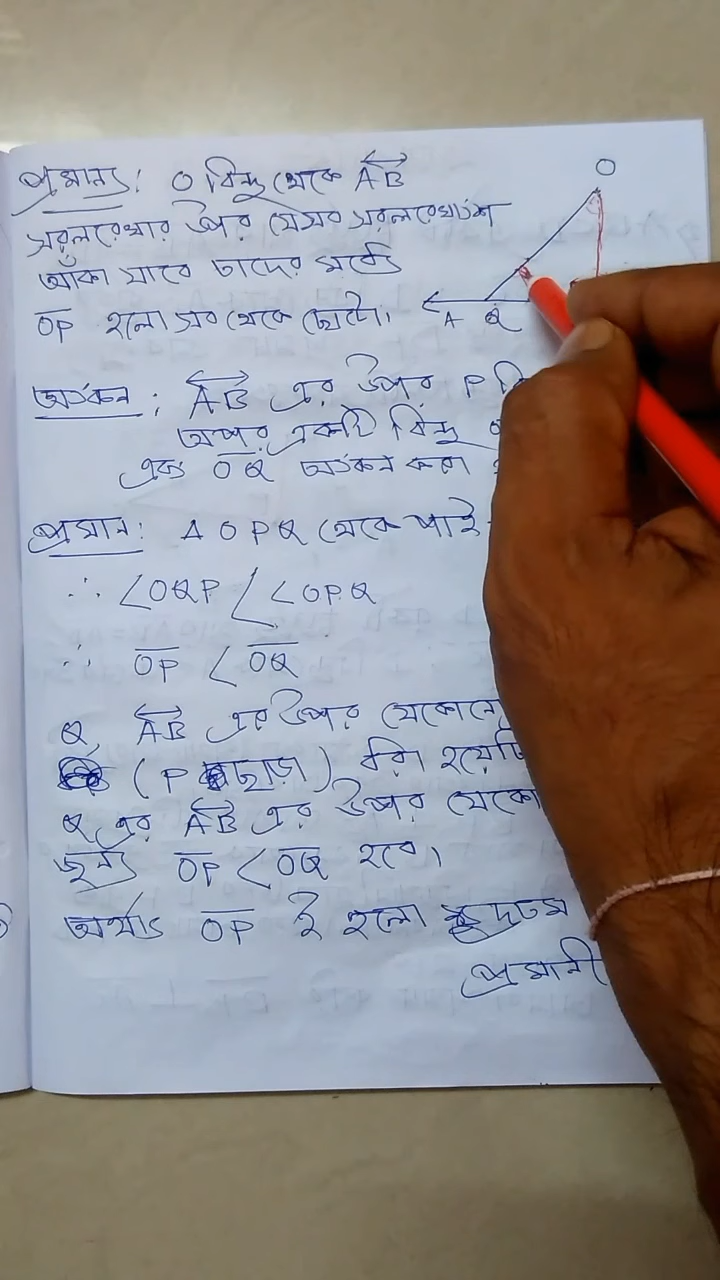 প্রমান্য: O বিন্দু থেকে AB
সরলরেখার উপর যেসব সরলরেখাংশ
আঁকা যাবে তাদের মধ্যে
OP হলো সব থেকে ছোটো।
O
A Q
অংকন: AB এর উপর P
অপর একটি বিন্দু
এবং OQ অংকন করা
প্রমান: △OPQ থেকে পাই
∴ ∠OQP < ∠OPQ
∴ OP < OQ
Q AB এর উপর যেকোনো
(P ছাড়া) ধরা হয়েছি
Q এর AB এর উপর যেকো
জন্য OP < OQ হবে।
অর্থাৎ OP ই হলো ক্ষুদ্রতম
প্রমানী